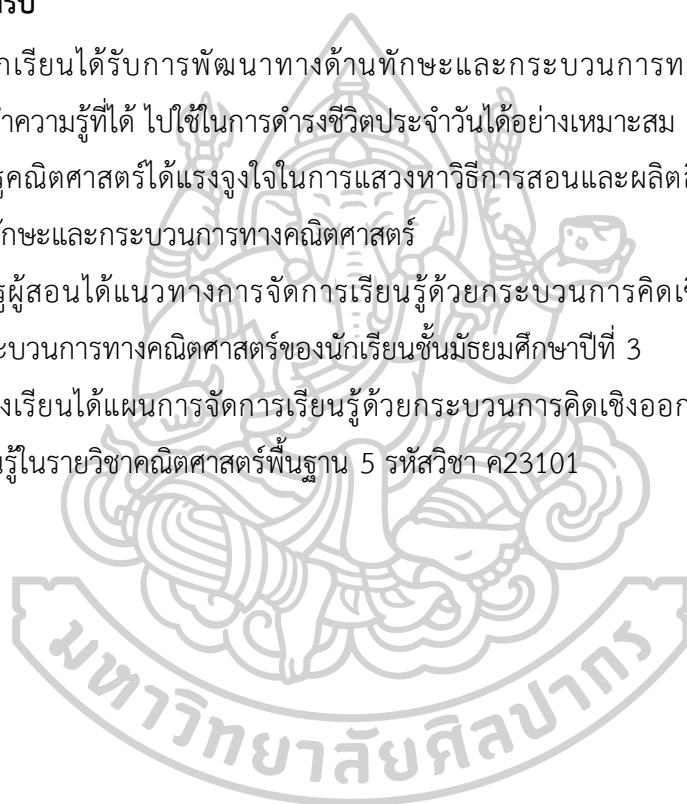 เรียนได้รับการพัฒนาทางด้านทักษะและกระบวนการท
ความรู้ที่ได้ ไปใช้ในการดำรงชีวิตประจำวันได้อย่างเหมาะสม
คณิตศาสตร์ได้แรงจูงใจในการแสวงหาวิธีการสอนและผลิต
ักษะและกระบวนการทางคณิตศาสตร์
ผู้สอนได้แนวทางการจัดการเรียนรู้ด้วยกระบวนการคิดเชิ
ะบวนการทางคณิตศาสตร์ของนักเรียนชั้นมัธยมศึกษาปีที่ 3
งเรียนได้แผนการจัดการเรียนรู้ด้วยกระบวนการคิดเชิงออก
รู้ในรายวิชาคณิตศาสตร์พื้นฐาน 5 รหัสวิชา ค23101
มหาวิทยาลัยศิลปากร